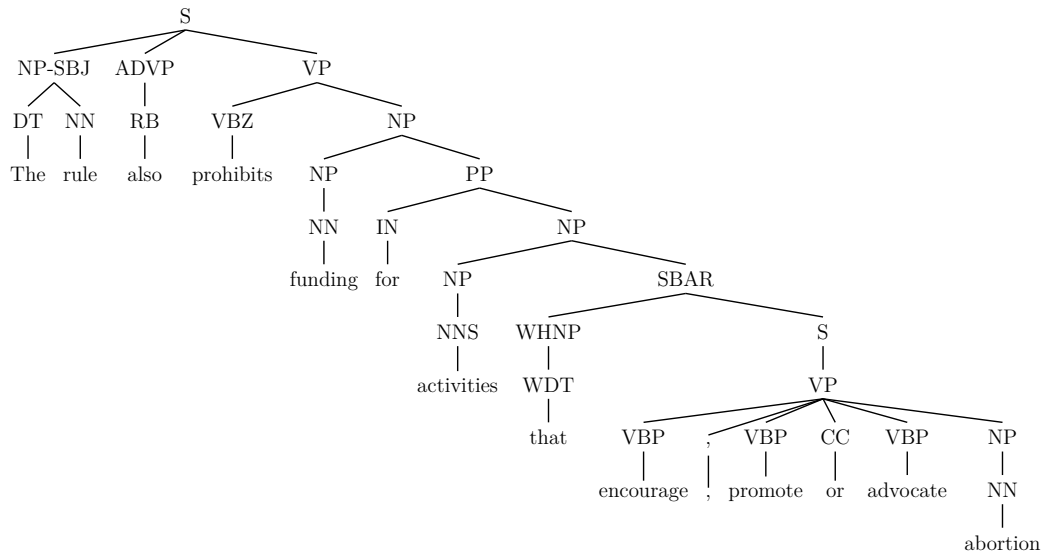 S
NP-SBJ ADVP VP
DT NN RB VBZ NP
The rule also prohibits NP PP
NN IN NP
funding for NP SBAR
NNS WHNP S
activities WDT VP
that VBP , VBP CC VBP NP
encourage , promote or advocate NN
abortion